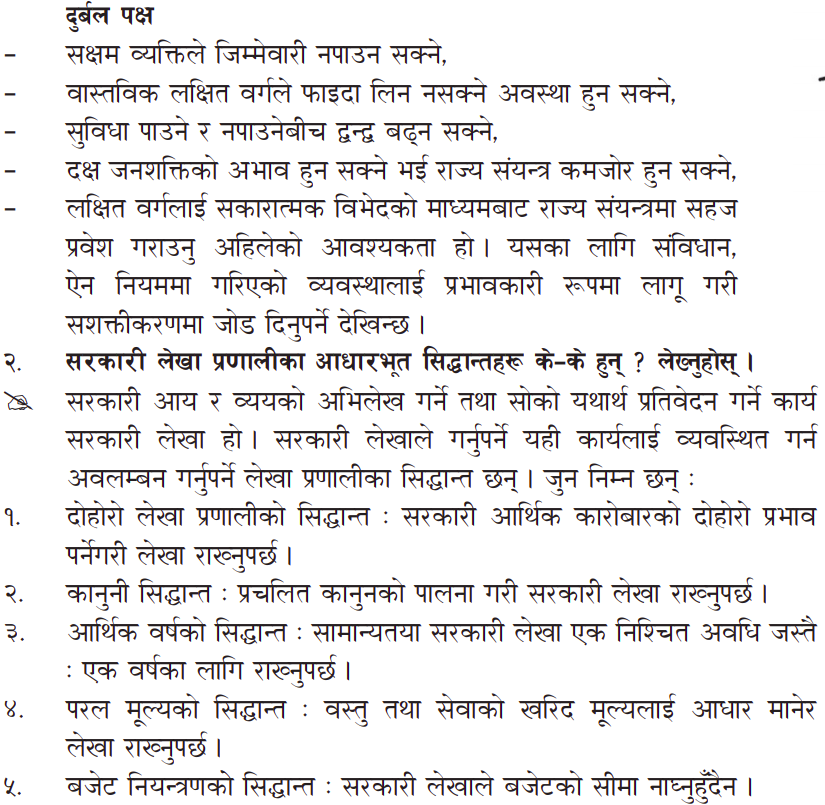 दुर्बल पक्ष
– सक्षम व्यक्तिले जिम्मेवारी नपाउन सक्ने,
– वास्तविक लक्षित वर्गले फाइदा लिन नसक्ने अवस्था हुन सक्ने,
– सुविधा पाउने र नपाउनेबीच द्वन्द्व बढ्न सक्ने,
– दक्ष जनशक्तिको अभाव हुन सक्ने भई राज्य संयन्त्र कमजोर हुन सक्ने,
– लक्षित वर्गलाई सकारात्मक विभेदको माध्यमबाट राज्य संयन्त्रमा सहज
प्रवेश गराउनु अहिलेको आवश्यकता हो । यसका लागि संविधान,
ऐन नियममा गरिएको व्यवस्थालाई प्रभावकारी रूपमा लागू गरी
सशक्तीकरणमा जोड दिनुपर्ने देखिन्छ ।
२. सरकारी लेखा प्रणालीका आधारभूत सिद्धान्तहरू के–के हुन् ? लेख्नुहोस् ।
सरकारी आय र व्ययको अभिलेख गर्ने तथा सोको यथार्थ प्रतिवेदन गर्ने कार्य
सरकारी लेखा हो । सरकारी लेखाले गर्नुपर्ने यही कार्यलाई व्यवस्थित गर्न
अवलम्बन गर्नुपर्ने लेखा प्रणालीका सिद्धान्त छन् । जुन निम्न छन् :
१. दोहोरो लेखा प्रणालीको सिद्धान्त : सरकारी आर्थिक कारोबारको दोहोरो प्रभाव
पर्नेगरी लेखा राख्नुपर्छ ।
२. कानुनी सिद्धान्त : प्रचलित कानुनको पालना गरी सरकारी लेखा राख्नुपर्छ ।
३. आर्थिक वर्षको सिद्धान्त : सामान्यतया सरकारी लेखा एक निश्चित अवधि जस्तै
: एक वर्षका लागि राख्नुपर्छ ।
४. परल मूल्यको सिद्धान्त : वस्तु तथा सेवाको खरिद मूल्यलाई आधार मानेर
लेखा राख्नुपर्छ ।
५. बजेट नियन्त्रणको सिद्धान्त : सरकारी लेखाले बजेटको सीमा नाघ्नुहुँदैन ।